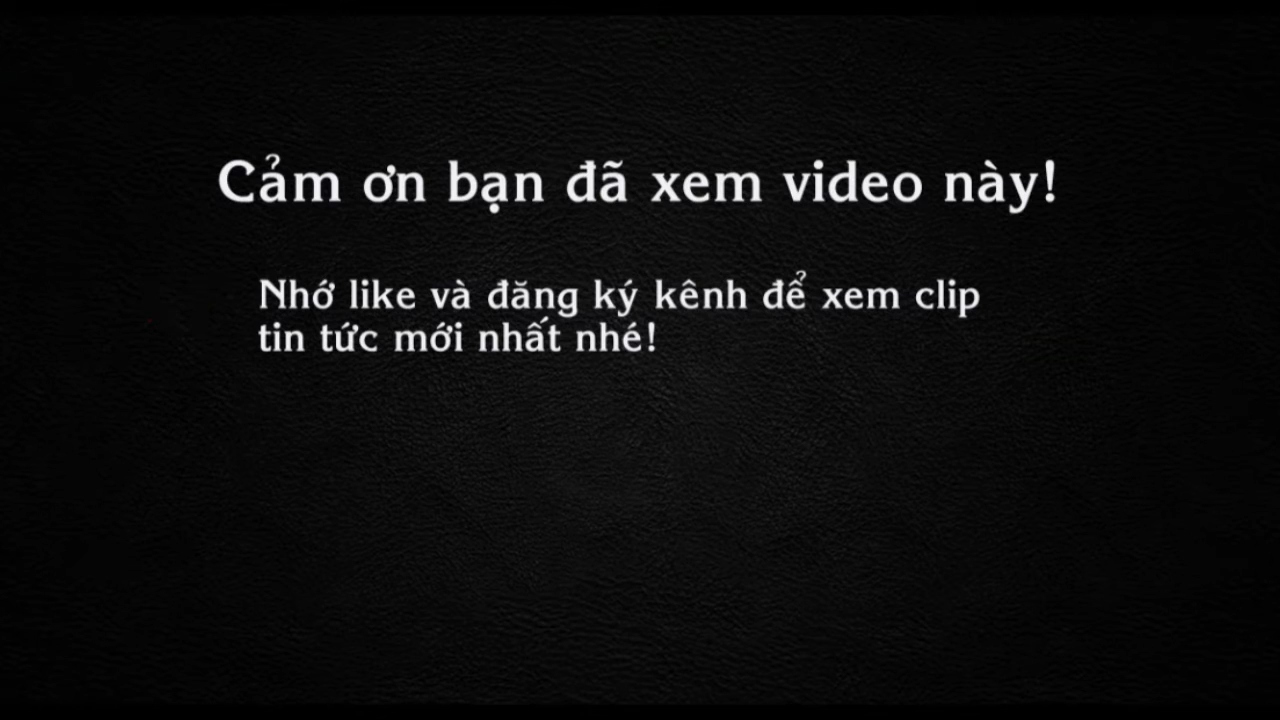 Cảm ơn bạn đã xem video này!
Nhớ like và đăng ký kênh để xem clip
tin tức mới nhất nhé!